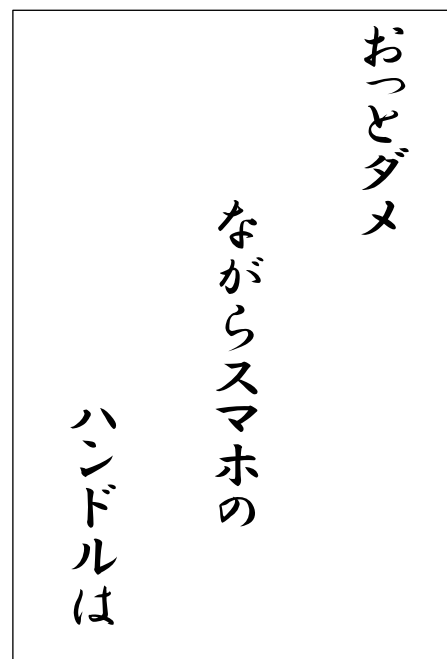 おっとダメ
ながらスマホの
ハンドルは